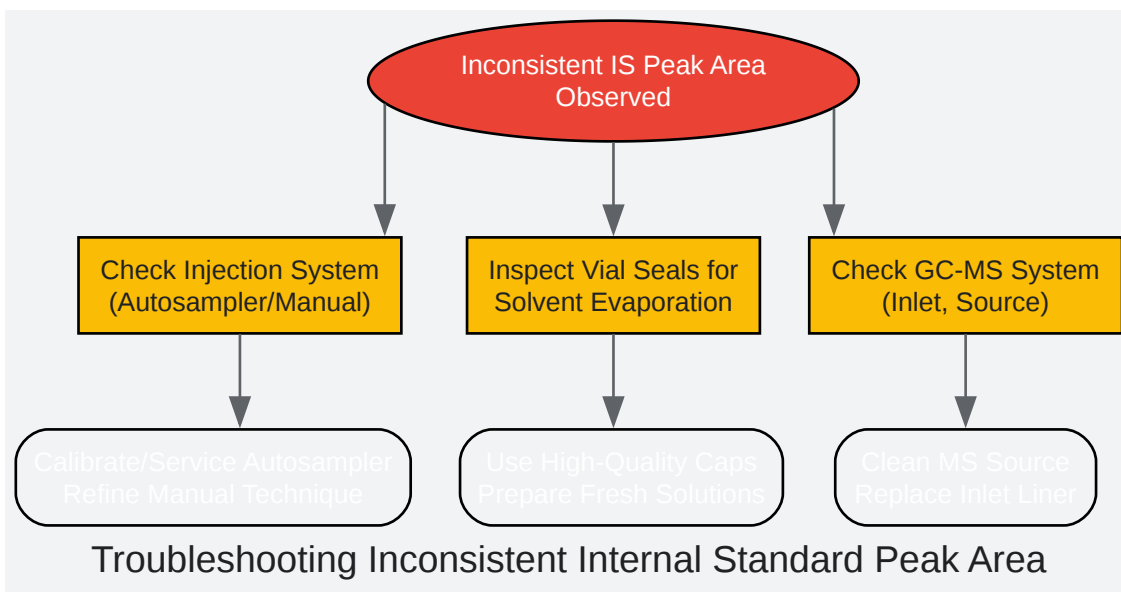 Inconsistent IS Peak Area
Observed
Check Injection System
(Autosampler/Manual)
Inspect Vial Seals for
Solvent Evaporation
Check GC-MS System
(Inlet, Source)
Calibrate/Service Autosampler
Refine Manual Technique
Use High-Quality Caps
Prepare Fresh Solutions
Clean MS Source
Replace Inlet Liner
Troubleshooting Inconsistent Internal Standard Peak Area